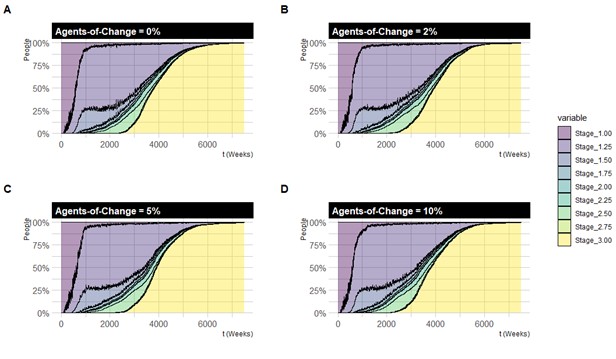 A
Agents-of-Change = 0%
People
100%
75%
50%
25%
0%
0
2000
4000
6000
t (Weeks)
B
Agents-of-Change = 2%
People
100%
75%
50%
25%
0%
0
2000
4000
6000
t (Weeks)
C
Agents-of-Change = 5%
People
100%
75%
50%
25%
0%
0
2000
4000
6000
t (Weeks)
D
Agents-of-Change = 10%
People
100%
75%
50%
25%
0%
0
2000
4000
6000
t (Weeks)
variable
Stage_1.00
Stage_1.25
Stage_1.50
Stage_1.75
Stage_2.00
Stage_2.25
Stage_2.50
Stage_2.75
Stage_3.00